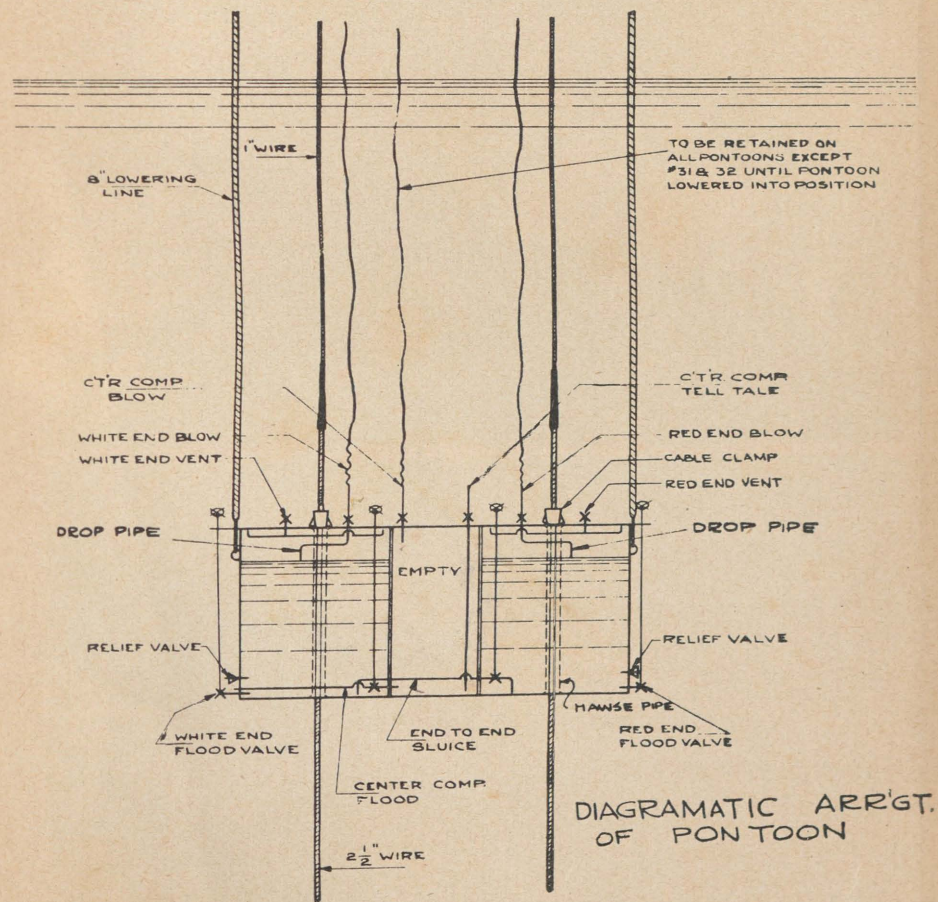 1" WIRE
8" LOWERING
LINE
TO BE RETAINED ON
ALL PONTOONS EXCEPT
#31 & 32 UNTIL PONTOON
LOWERED INTO POSITION
C'T'R COMP
BLOW
C'T'R. COMP
TELL TALE
WHITE END BLOW
RED END BLOW
WHITE END VENT
CABLE CLAMP
RED END VENT
DROP PIPE
DROP PIPE
EMPTY
RELIEF VALVE
RELIEF VALVE
HAWSE PIPE
WHITE END
FLOOD VALVE
END TO END
SLUICE
RED END
FLOOD VALVE
CENTER COMP.
FLOOD
2 1/2" WIRE
DIAGRAMATIC ARR'GT.
OF PONTOON